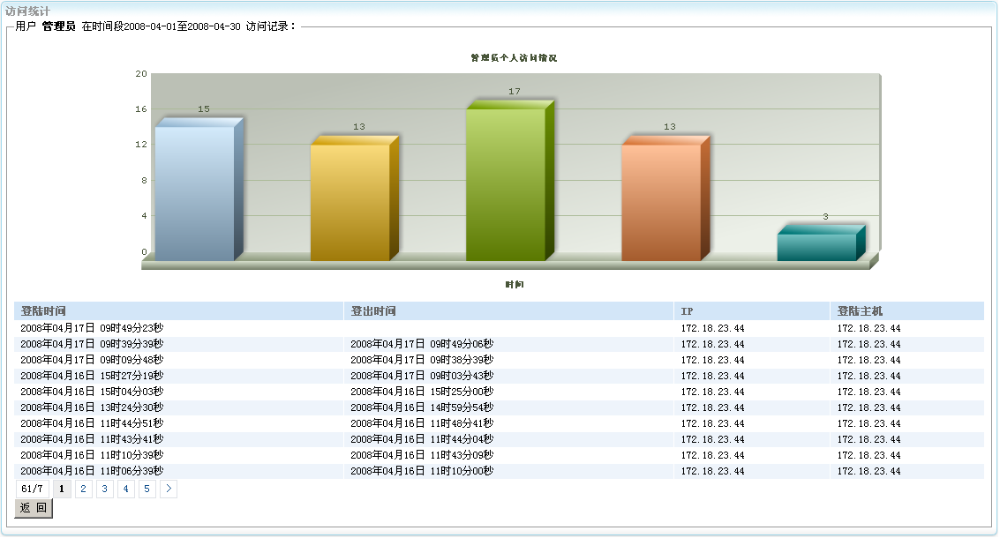 访问统计
用户 管理员 在时间段2008-04-01至2008-04-30 访问记录：
管理员个人访问情况
20
16
12
8
4
0
15
13
17
13
3
时间
登陆时间 登出时间 IP 登陆主机
2008年04月17日 09时49分23秒 172.18.23.44 172.18.23.44
2008年04月17日 09时39分39秒 2008年04月17日 09时49分06秒 172.18.23.44 172.18.23.44
2008年04月17日 09时09分48秒 2008年04月17日 09时38分39秒 172.18.23.44 172.18.23.44
2008年04月16日 15时27分19秒 2008年04月17日 09时03分43秒 172.18.23.44 172.18.23.44
2008年04月16日 15时04分03秒 2008年04月16日 15时25分00秒 172.18.23.44 172.18.23.44
2008年04月16日 13时24分30秒 2008年04月16日 14时59分54秒 172.18.23.44 172.18.23.44
2008年04月16日 11时44分51秒 2008年04月16日 11时48分41秒 172.18.23.44 172.18.23.44
2008年04月16日 11时43分41秒 2008年04月16日 11时44分04秒 172.18.23.44 172.18.23.44
2008年04月16日 11时10分39秒 2008年04月16日 11时43分09秒 172.18.23.44 172.18.23.44
2008年04月16日 11时06分39秒 2008年04月16日 11时10分00秒 172.18.23.44 172.18.23.44
61/7 1 2 3 4 5 >
返 回